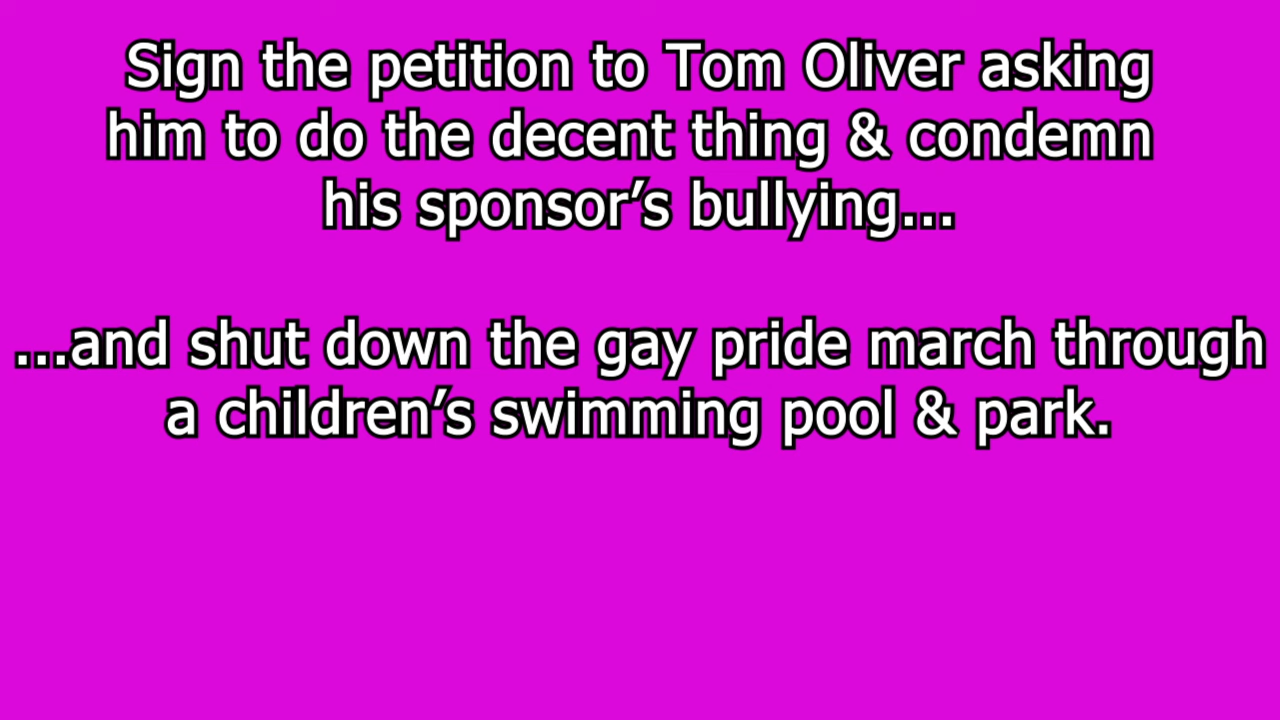 Sign the petition to Tom Oliver asking
him to do the decent thing & condemn
his sponsor’s bullying...
...and shut down the gay pride march through
a children’s swimming pool & park.